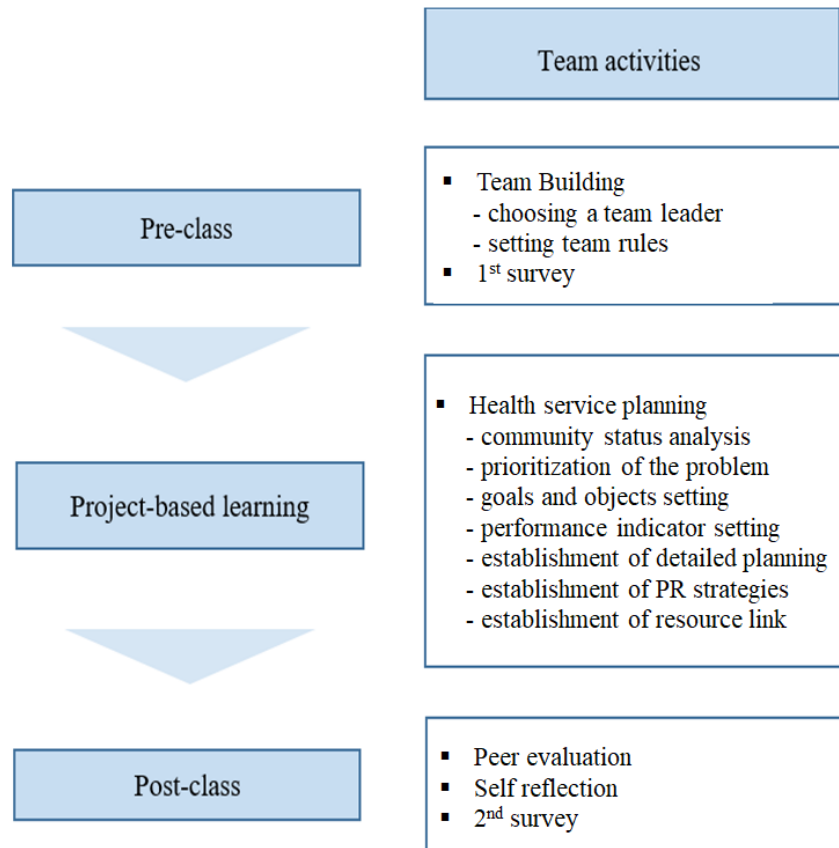 Team activities
Pre-class
▪ Team Building
- choosing a team leader
- setting team rules
▪ 1st survey
Project-based learning
▪ Health service planning
- community status analysis
- prioritization of the problem
- goals and objects setting
- performance indicator setting
- establishment of detailed planning
- establishment of PR strategies
- establishment of resource link
Post-class
▪ Peer evaluation
▪ Self reflection
▪ 2nd survey